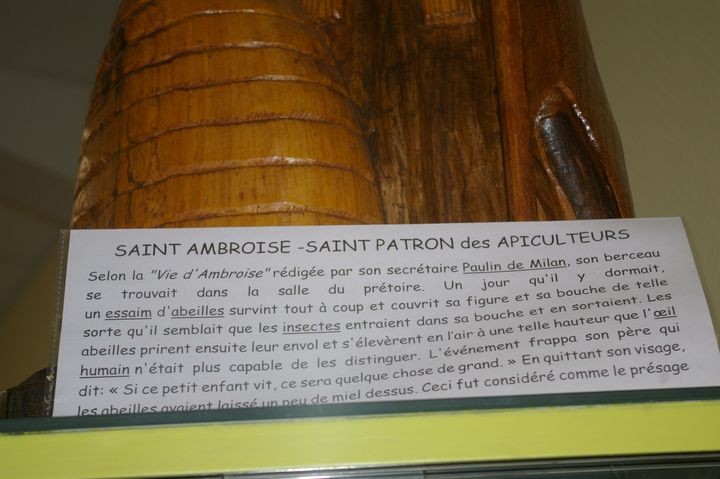 SAINT AMBROISE -SAINT PATRON des APICULTEURS
Selon la "Vie d'Ambroise" rédigée par son secrétaire Paulin de Milan, son berceau
se trouvait dans la salle du prétoire. Un jour qu'il y dormait,
un essaim d'abeilles survint tout à coup et couvrit sa figure et sa bouche de telle
sorte qu'il semblait que les insectes entraient dans sa bouche et en sortaient. Les
abeilles prirent ensuite leur envol et s'élevèrent en l'air à une telle hauteur que l'œil
humain n'était plus capable de les distinguer. L'événement frappa son père qui
dit: « Si ce petit enfant vit, ce sera quelque chose de grand. » En quittant son visage,
les abeilles avaient laissé un peu de miel dessus. Ceci fut considéré comme le présage